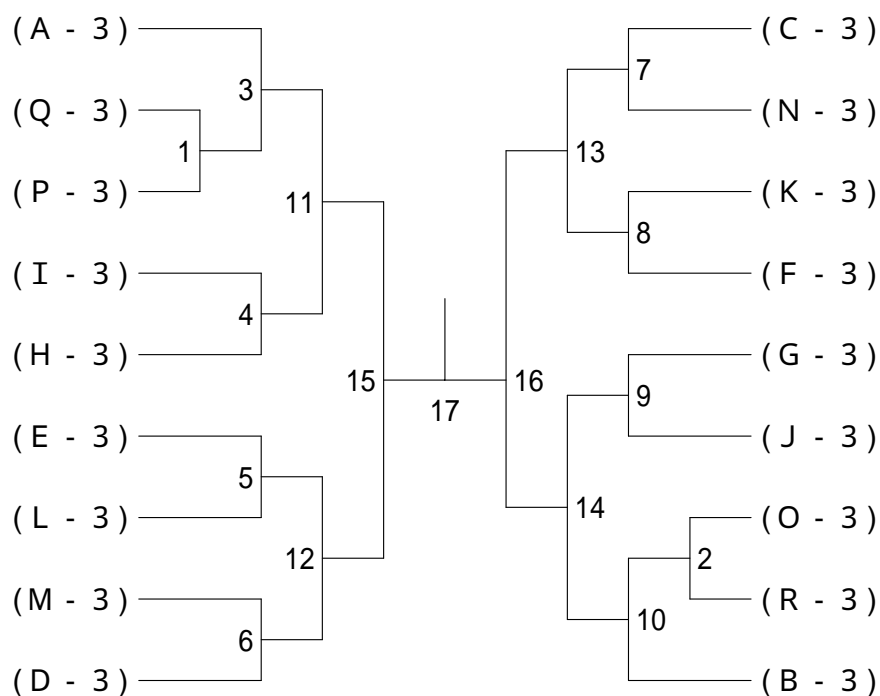 (A - 3)
(Q - 3)
(P - 3)
(I - 3)
(H - 3)
(E - 3)
(L - 3)
(M - 3)
(D - 3)
3
1
11
4
15
5
12
6
17
16
7
13
8
9
14
2
10
(C - 3)
(N - 3)
(K - 3)
(F - 3)
(G - 3)
(J - 3)
(O - 3)
(R - 3)
(B - 3)